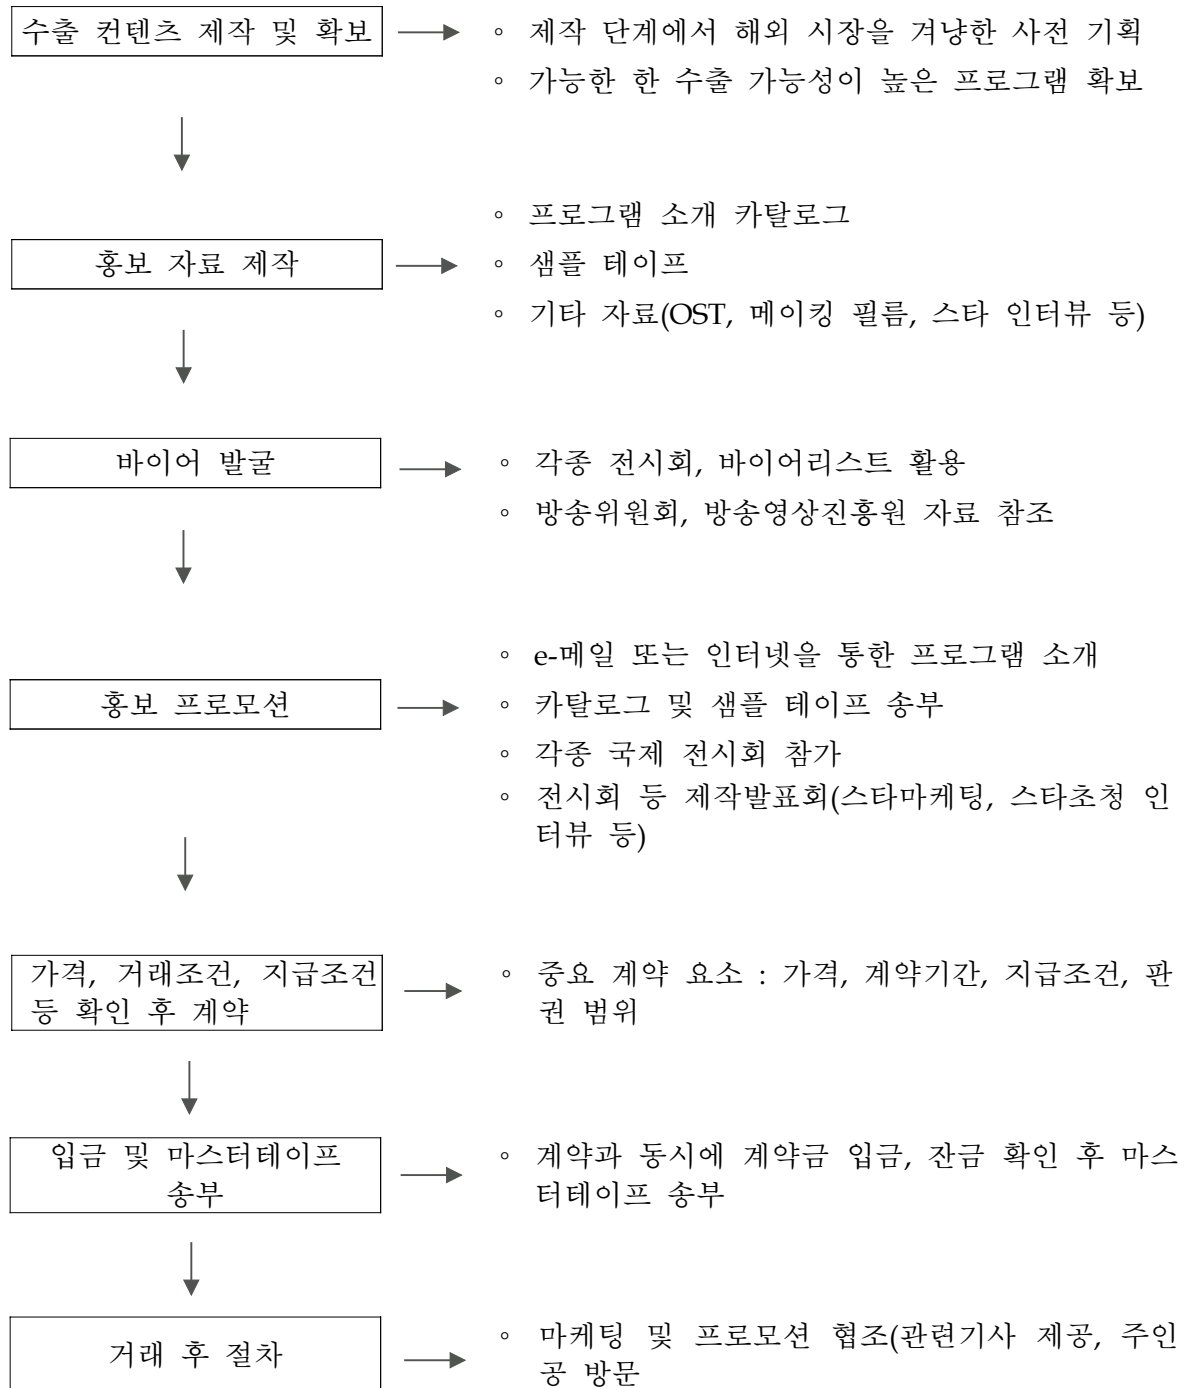 수출 컨텐츠 제작 및 확보
◦ 제작 단계에서 해외 시장을 겨냥한 사전 기획
◦ 가능한 한 수출 가능성이 높은 프로그램 확보
홍보 자료 제작
◦ 프로그램 소개 카탈로그
◦ 샘플 테이프
◦ 기타 자료(OST, 메이킹 필름, 스타 인터뷰 등)
바이어 발굴
◦ 각종 전시회, 바이어리스트 활용
◦ 방송위원회, 방송영상진흥원 자료 참조
홍보 프로모션
◦ e-메일 또는 인터넷을 통한 프로그램 소개
◦ 카탈로그 및 샘플 테이프 송부
◦ 각종 국제 전시회 참가
◦ 전시회 등 제작발표회(스타마케팅, 스타초청 인
터뷰 등)
가격, 거래조건, 지급조건
등 확인 후 계약
◦ 중요 계약 요소 : 가격, 계약기간, 지급조건, 판
권 범위
입금 및 마스터테이프
송부
◦ 계약과 동시에 계약금 입금, 잔금 확인 후 마스
터테이프 송부
거래 후 절차
◦ 마케팅 및 프로모션 협조(관련기사 제공, 주인
공 방문